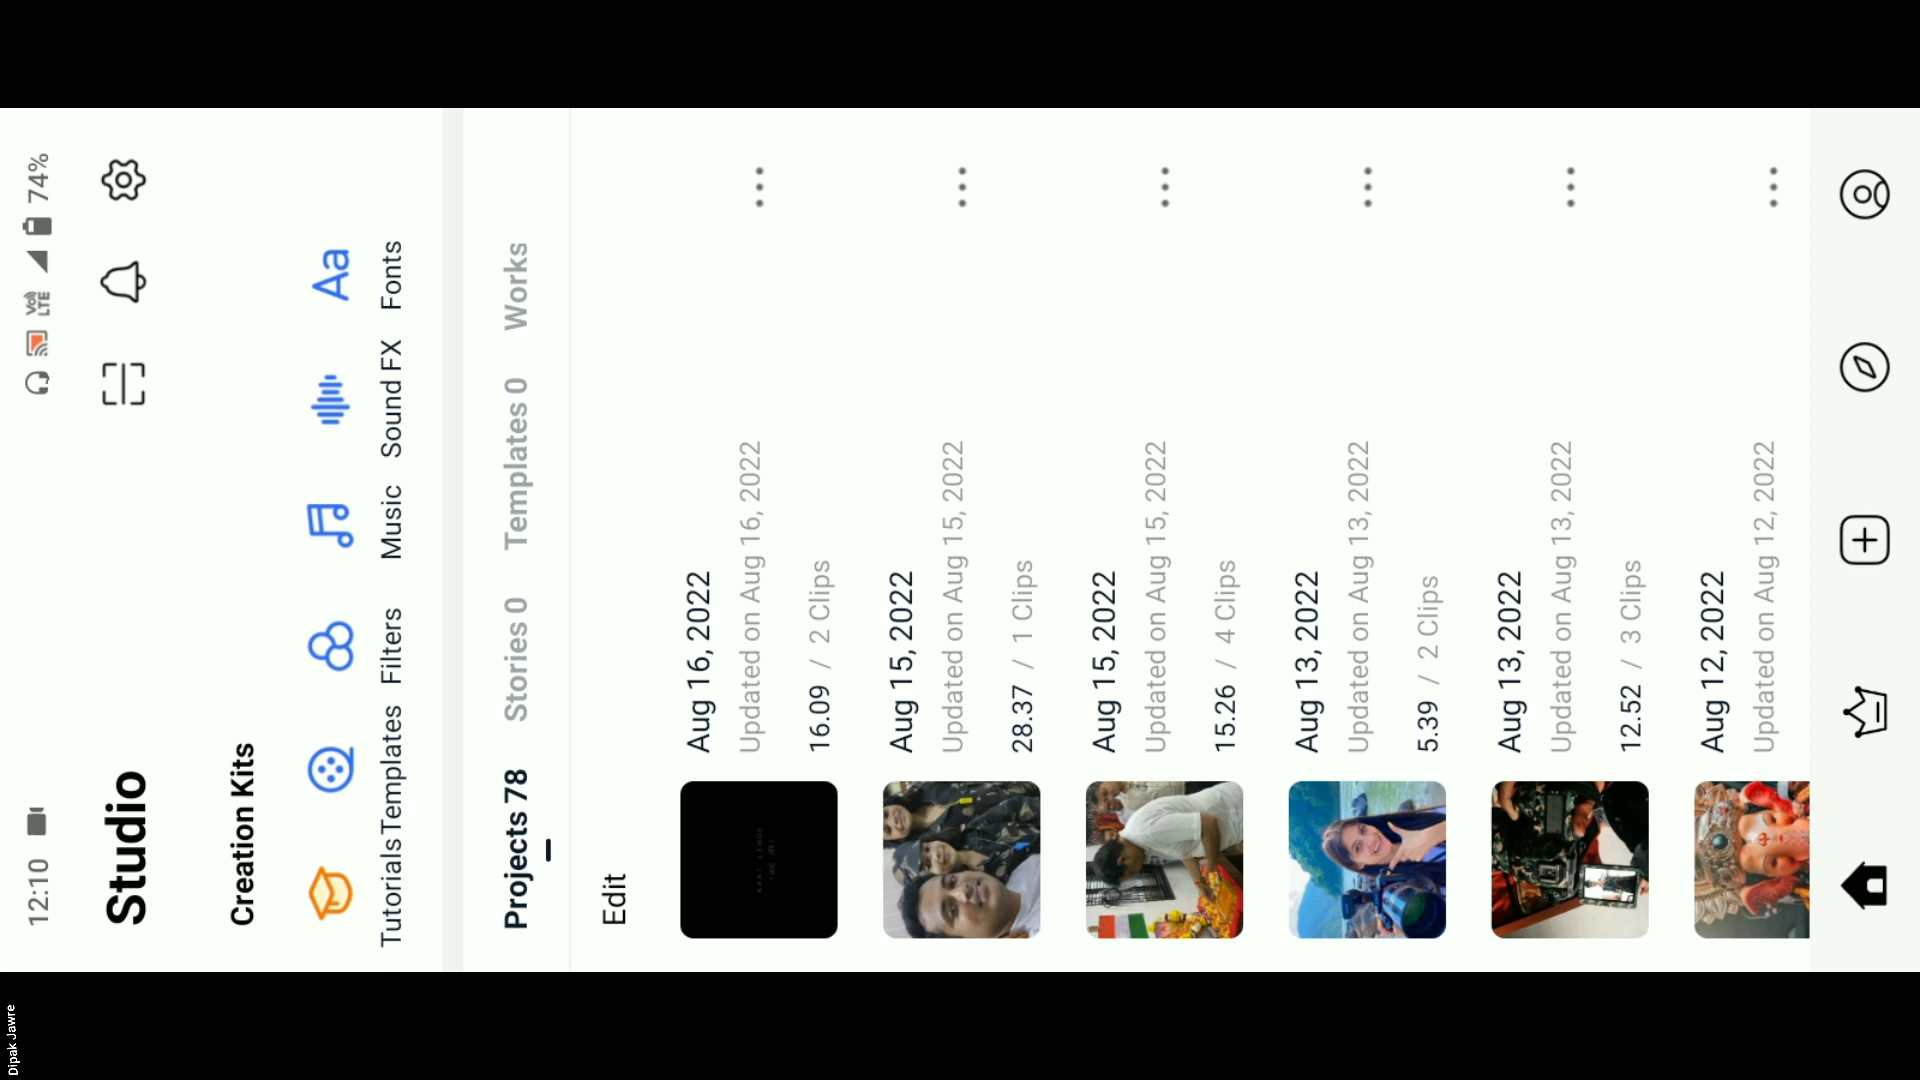 12:10
74%
Vo) LTE
Studio
Creation Kits
Tutorials Templates Filters Music Sound FX Fonts
Projects 78 Stories 0 Templates 0 Works
Edit
Aug 16, 2022
Updated on Aug 16, 2022
16.09 / 2 Clips
Aug 15, 2022
Updated on Aug 15, 2022
28.37 / 1 Clips
Aug 15, 2022
Updated on Aug 15, 2022
15.26 / 4 Clips
Aug 13, 2022
Updated on Aug 13, 2022
5.39 / 2 Clips
Aug 13, 2022
Updated on Aug 13, 2022
12.52 / 3 Clips
Aug 12, 2022
Updated on Aug 12, 2022
Dipak Jawre